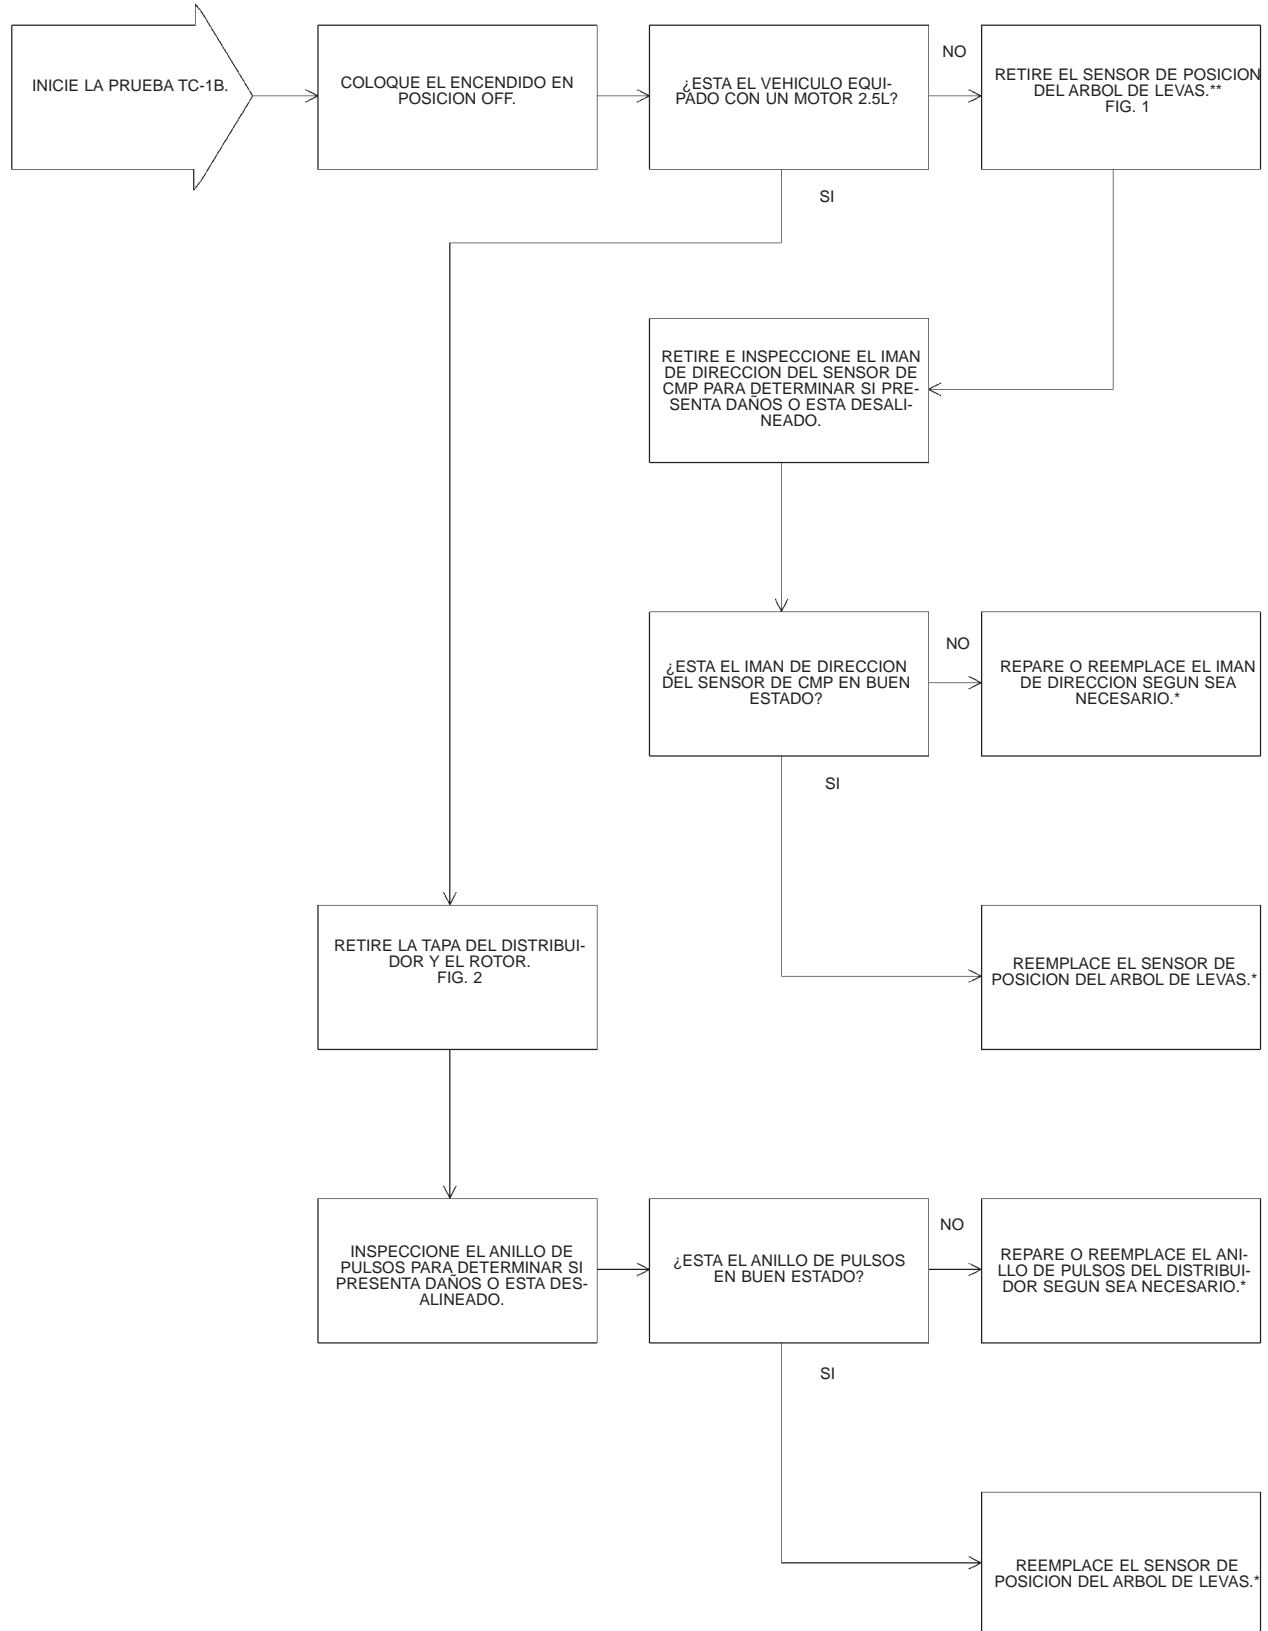 INICIE LA PRUEBA TC-1B.
COLOQUE EL ENCENDIDO EN
POSICION OFF.
¿ESTA EL VEHICULO EQUI-
PADO CON UN MOTOR 2.5L?
NO
RETIRE EL SENSOR DE POSICION
DEL ARBOL DE LEVAS.**
FIG. 1
SI
RETIRE E INSPECCIONE EL IMAN
DE DIRECCION DEL SENSOR DE
CMP PARA DETERMINAR SI PRE-
SENTA DAÑOS O ESTA DESALI-
NEADO.
¿ESTA EL IMAN DE DIRECCION
DEL SENSOR DE CMP EN BUEN
ESTADO?
NO
REPARE O REEMPLACE EL IMAN
DE DIRECCION SEGUN SEA
NECESARIO.*
SI
REEMPLACE EL SENSOR DE
POSICION DEL ARBOL DE LEVAS.*
RETIRE LA TAPA DEL DISTRIBUI-
DOR Y EL ROTOR.
FIG. 2
INSPECCIONE EL ANILLO DE
PULSOS PARA DETERMINAR SI
PRESENTA DAÑOS O ESTA DES-
ALINEADO.
¿ESTA EL ANILLO DE PULSOS
EN BUEN ESTADO?
NO
REPARE O REEMPLACE EL ANI-
LLO DE PULSOS DEL DISTRIBUI-
DOR SEGUN SEA NECESARIO.*
SI
REEMPLACE EL SENSOR DE
POSICION DEL ARBOL DE LEVAS.*